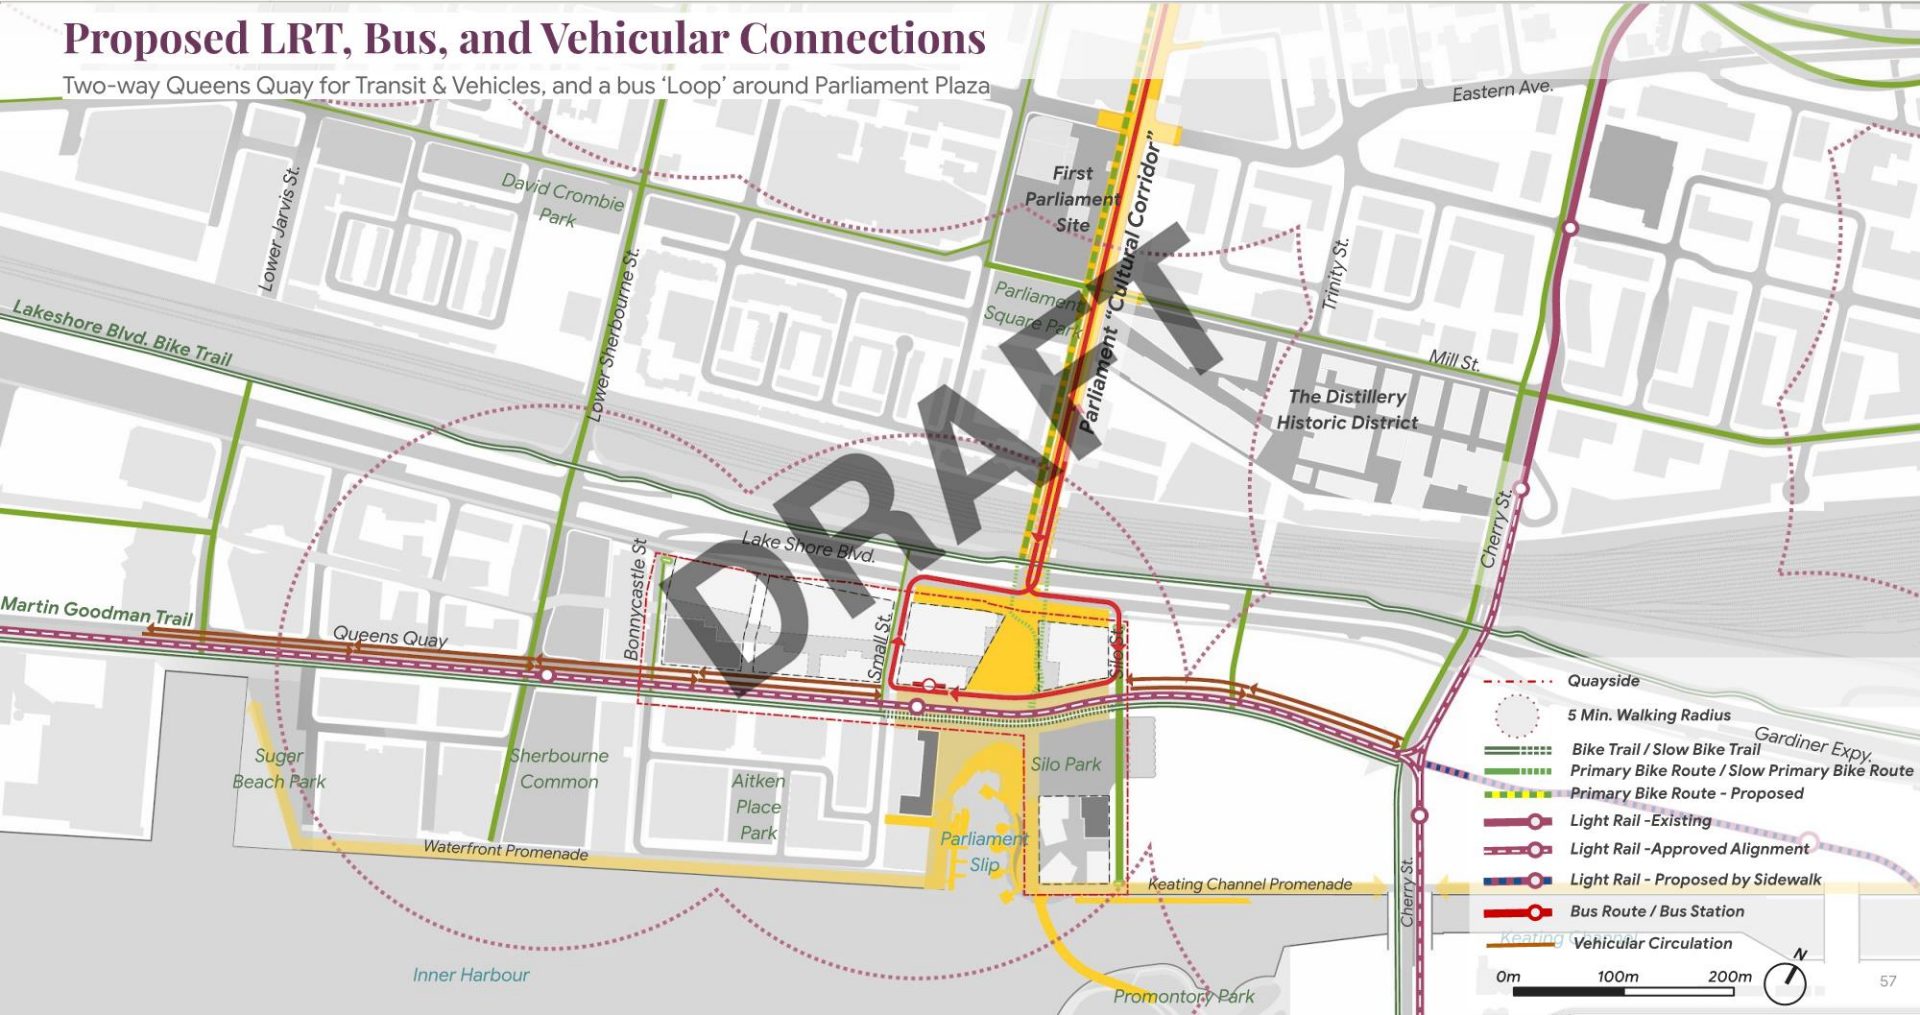 Proposed LRT, Bus, and Vehicular Connections
Two-way Queens Quay for Transit & Vehicles, and a bus ‘Loop’ around Parliament Plaza
Eastern Ave.
First
Parliament
Site
Parliament “Cultural Corridor”
David Crombie
Park
Lower Jarvis St.
Lower Sherbourne St.
Trinity St.
Parliament
Square Park
Lakeshore Blvd. Bike Trail
Mill St.
The Distillery
Historic District
DRAFT
Cherry St.
Lake Shore Blvd.
Bonnycastle St
Martin Goodman Trail
Queens Quay
Small St.
Silo St.
Sugar
Beach Park
Sherbourne
Common
Aitken
Place
Park
Silo Park
Parliament
Slip
Waterfront Promenade
Keating Channel Promenade
Cherry St.
Inner Harbour
Promontory Park
Gardiner Expy.
Keating Channel
Quayside
5 Min. Walking Radius
Bike Trail / Slow Bike Trail
Primary Bike Route / Slow Primary Bike Route
Primary Bike Route - Proposed
Light Rail -Existing
Light Rail -Approved Alignment
Light Rail - Proposed by Sidewalk
Bus Route / Bus Station
Vehicular Circulation
0m 100m 200m
N
57